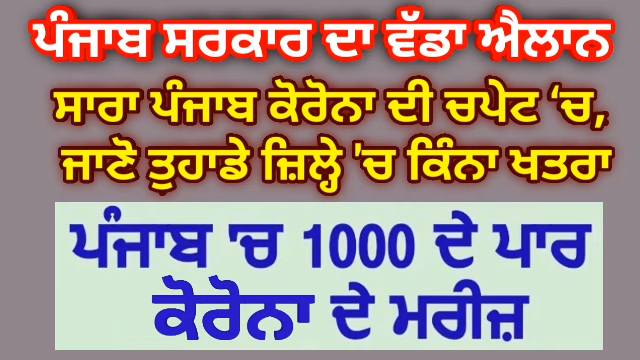 ਪੰਜਾਬ ਸਰਕਾਰ ਦਾ ਵੱਡਾ ਐਲਾਨ
ਸਾਰਾ ਪੰਜਾਬ ਕੋਰੋਨਾ ਦੀ ਚਪੇਟ ‘ਚ,
ਜਾਣੋ ਤੁਹਾਡੇ ਜ਼ਿਲ੍ਹੇ 'ਚ ਕਿੰਨਾ ਖਤਰਾ
ਪੰਜਾਬ 'ਚ 1000 ਦੇ ਪਾਰ
ਕੋਰੋਨਾ ਦੇ ਮਰੀਜ਼